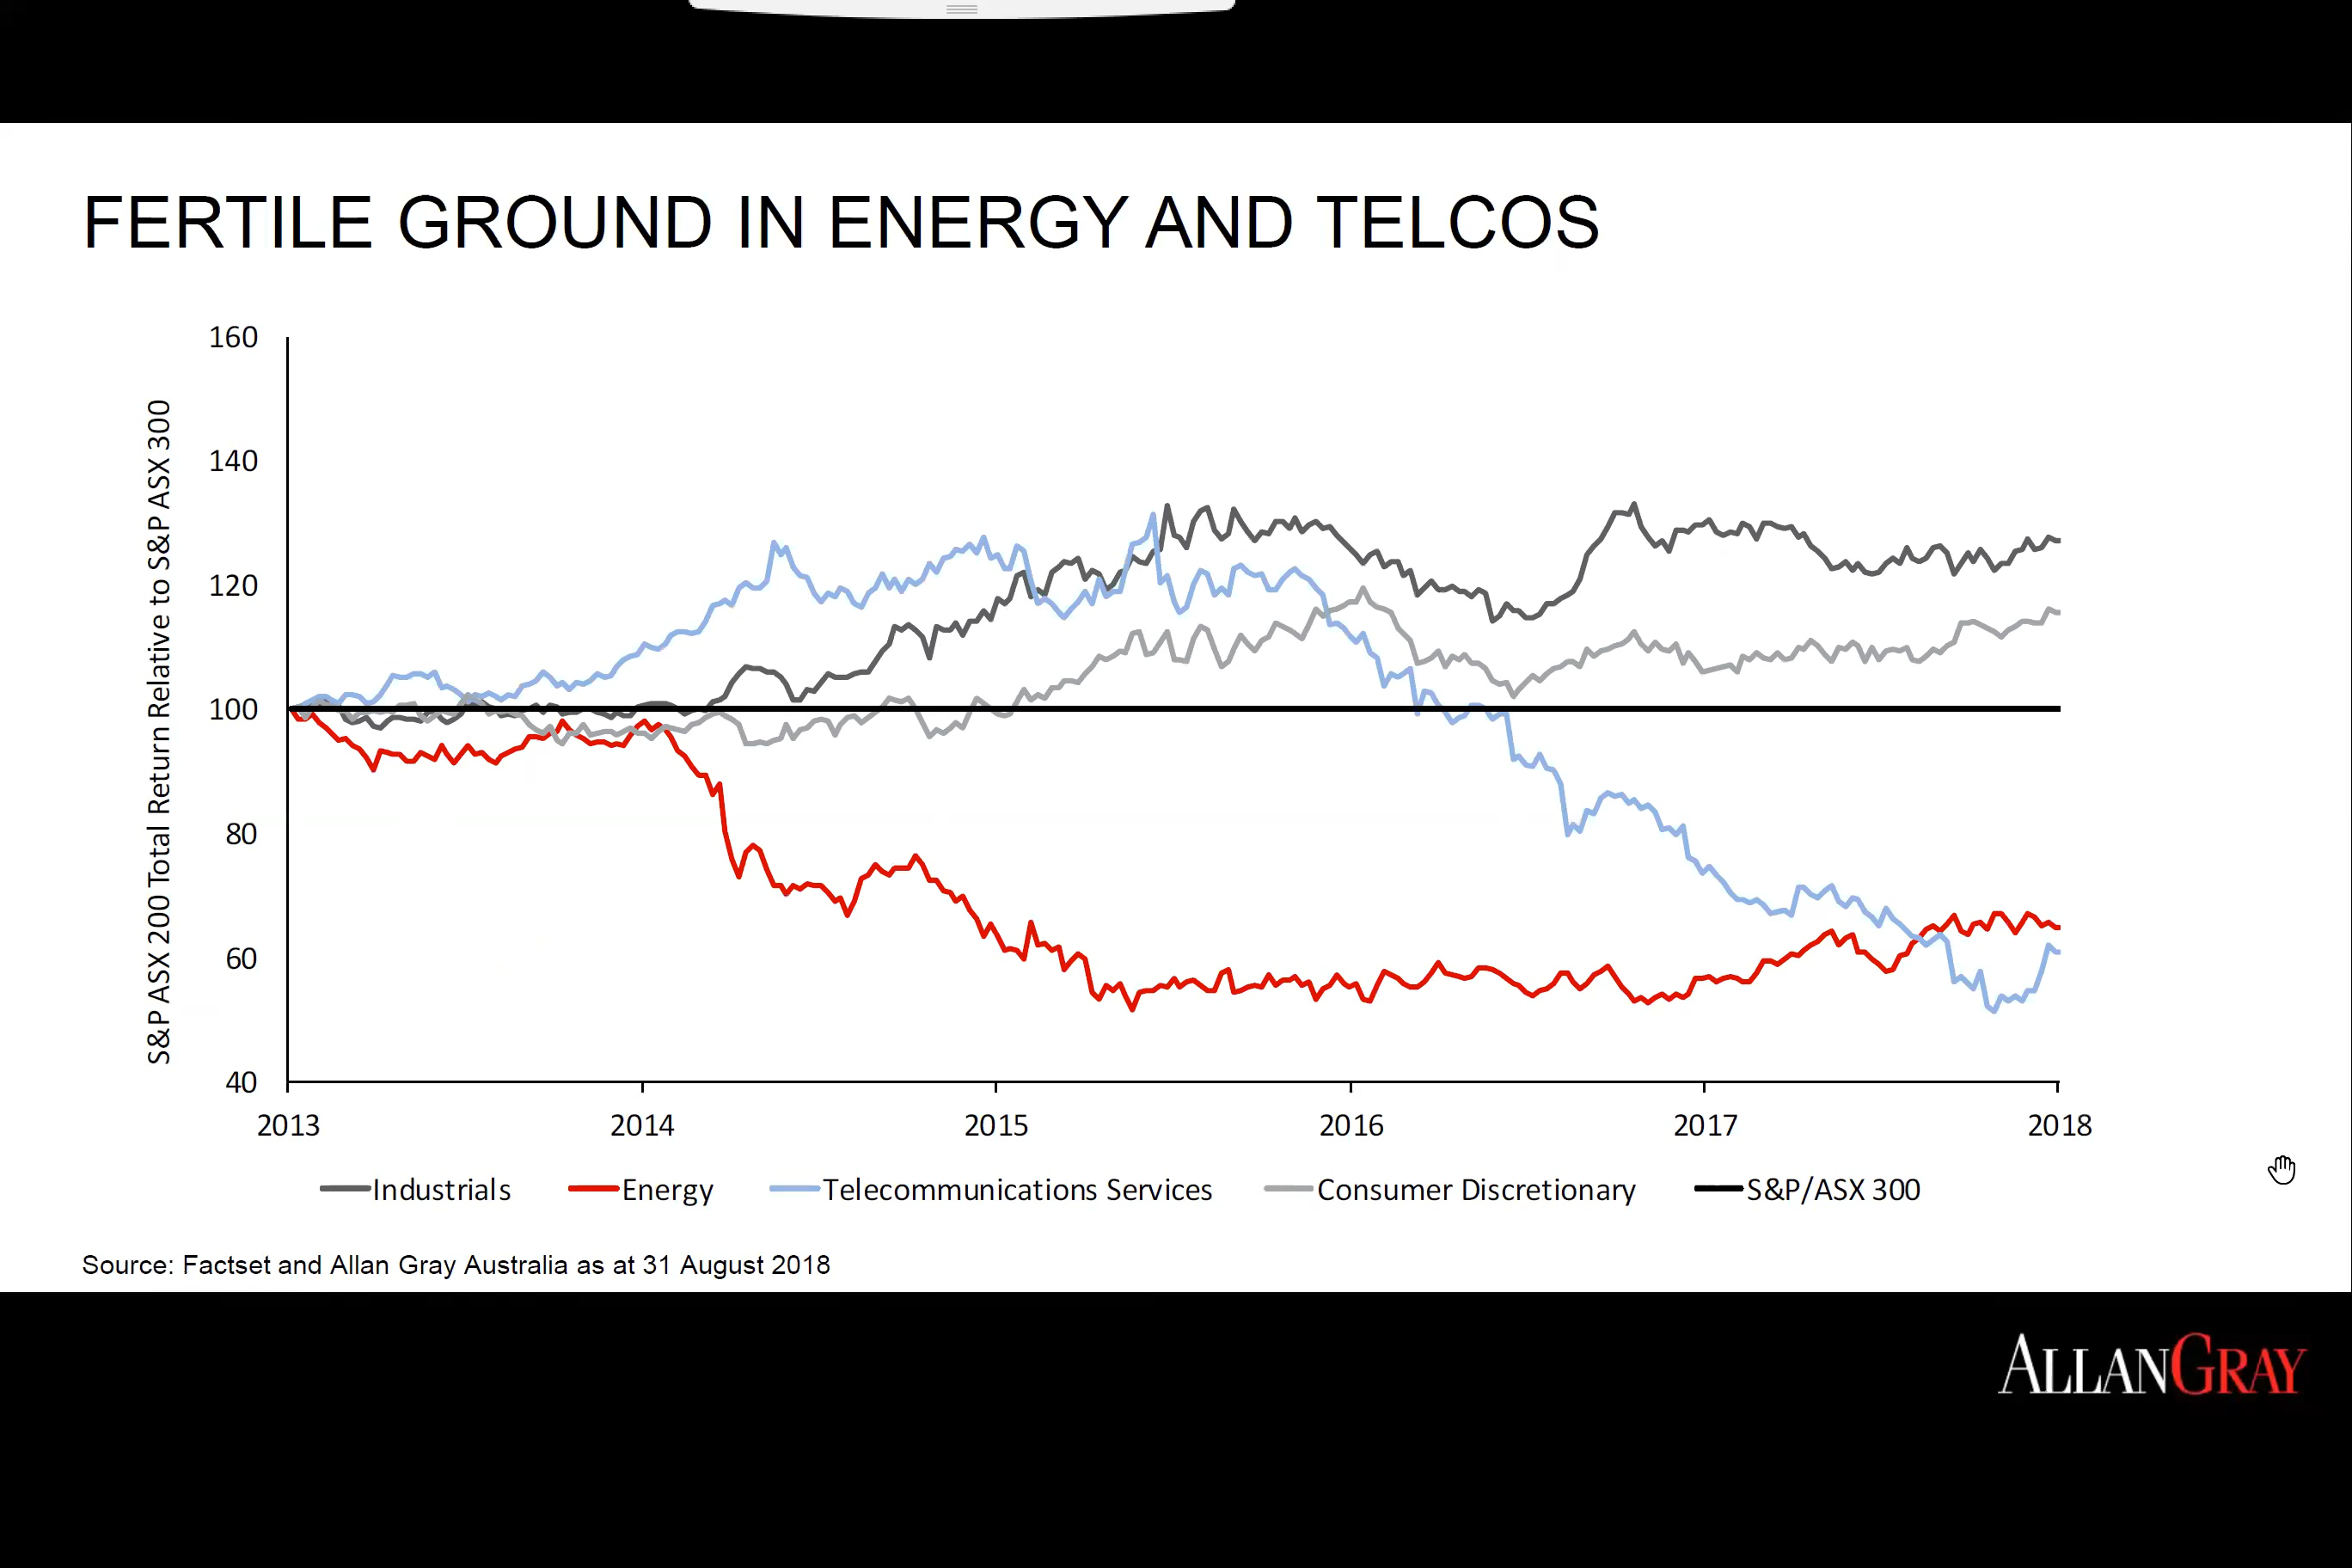 FERTILE GROUND IN ENERGY AND TELCOS
S&P ASX 200 Total Return Relative to S&P ASX 300
160
140
120
100
80
60
40
2013 2014 2015 2016 2017 2018
Industrials Energy Telecommunications Services Consumer Discretionary S&P/ASX 300
Source: Factset and Allan Gray Australia as at 31 August 2018
ALLANGRAY